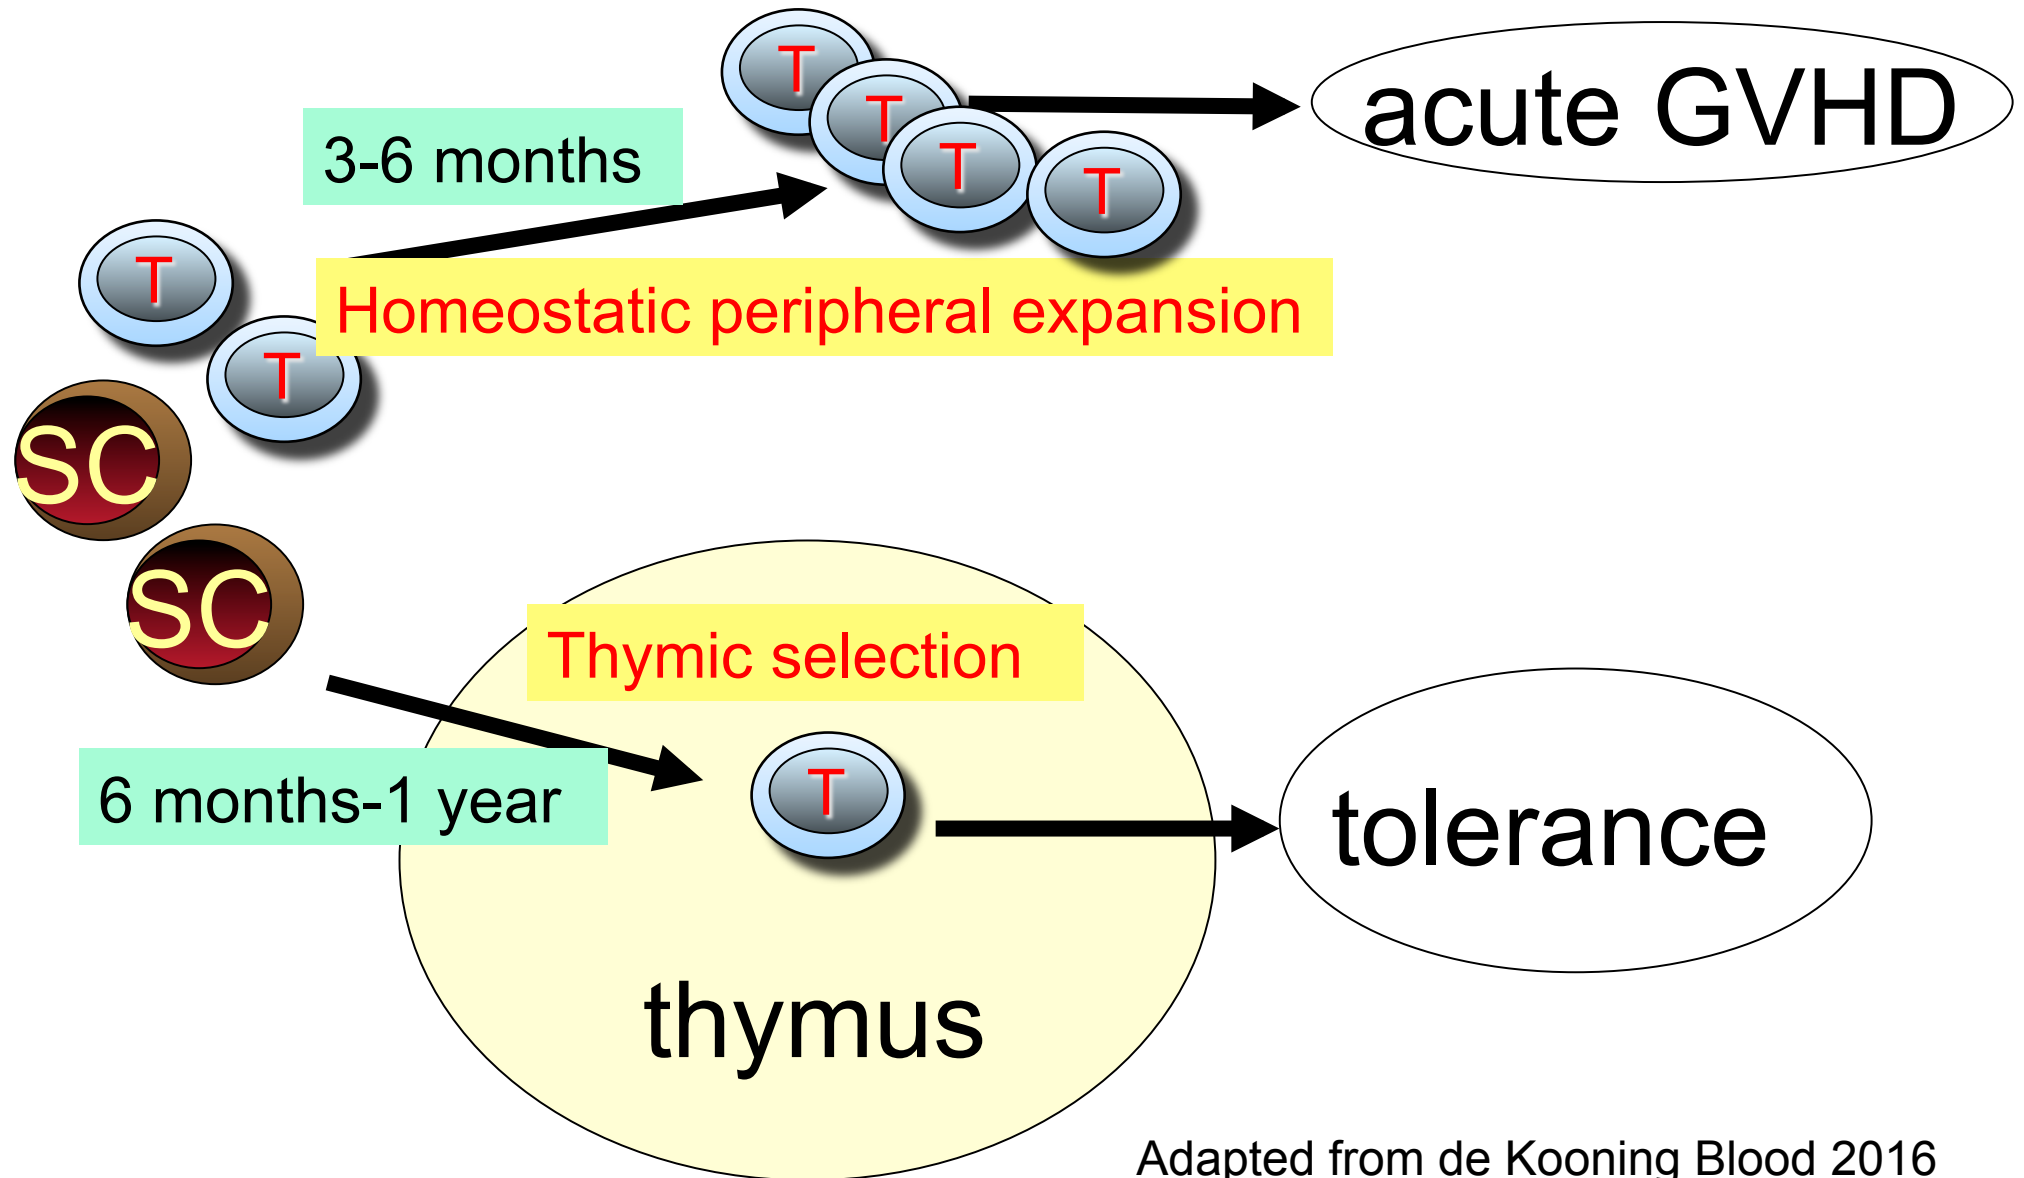 T
T
T
T
acute GVHD
3-6 months
T
T
Homeostatic peripheral expansion
SC
SC
Thymic selection
6 months-1 year
T
tolerance
thymus
Adapted from de Kooning Blood 2016